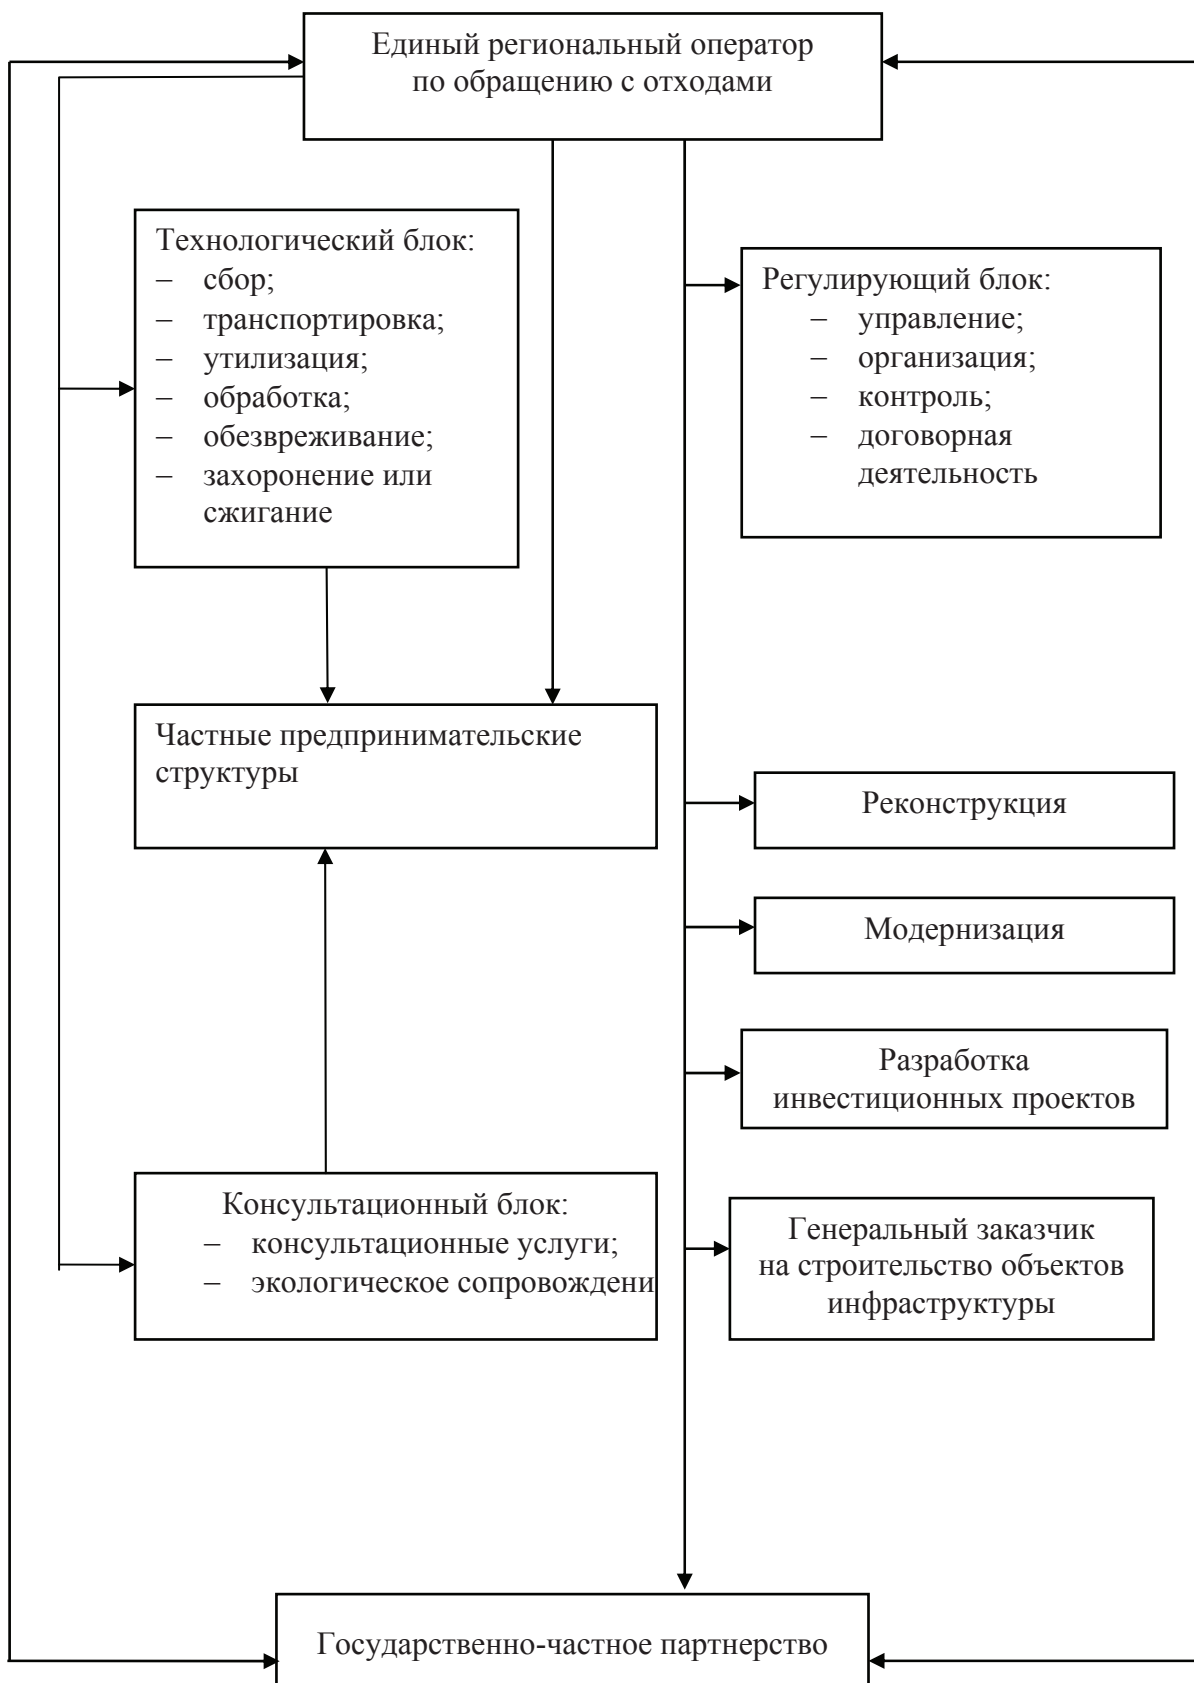 Единый региональный оператор
по обращению с отходами
Технологический блок:
– сбор;
– транспортировка;
– утилизация;
– обработка;
– обезвреживание;
– захоронение или
сжигание
Регулирующий блок:
– управление;
– организация;
– контроль;
– договорная
деятельность
Частные предпринимательские
структуры
Реконструкция
Модернизация
Разработка
инвестиционных проектов
Консультационный блок:
– консультационные услуги;
– экологическое сопровождени
Генеральный заказчик
на строительство объектов
инфраструктуры
Государственно-частное партнерство